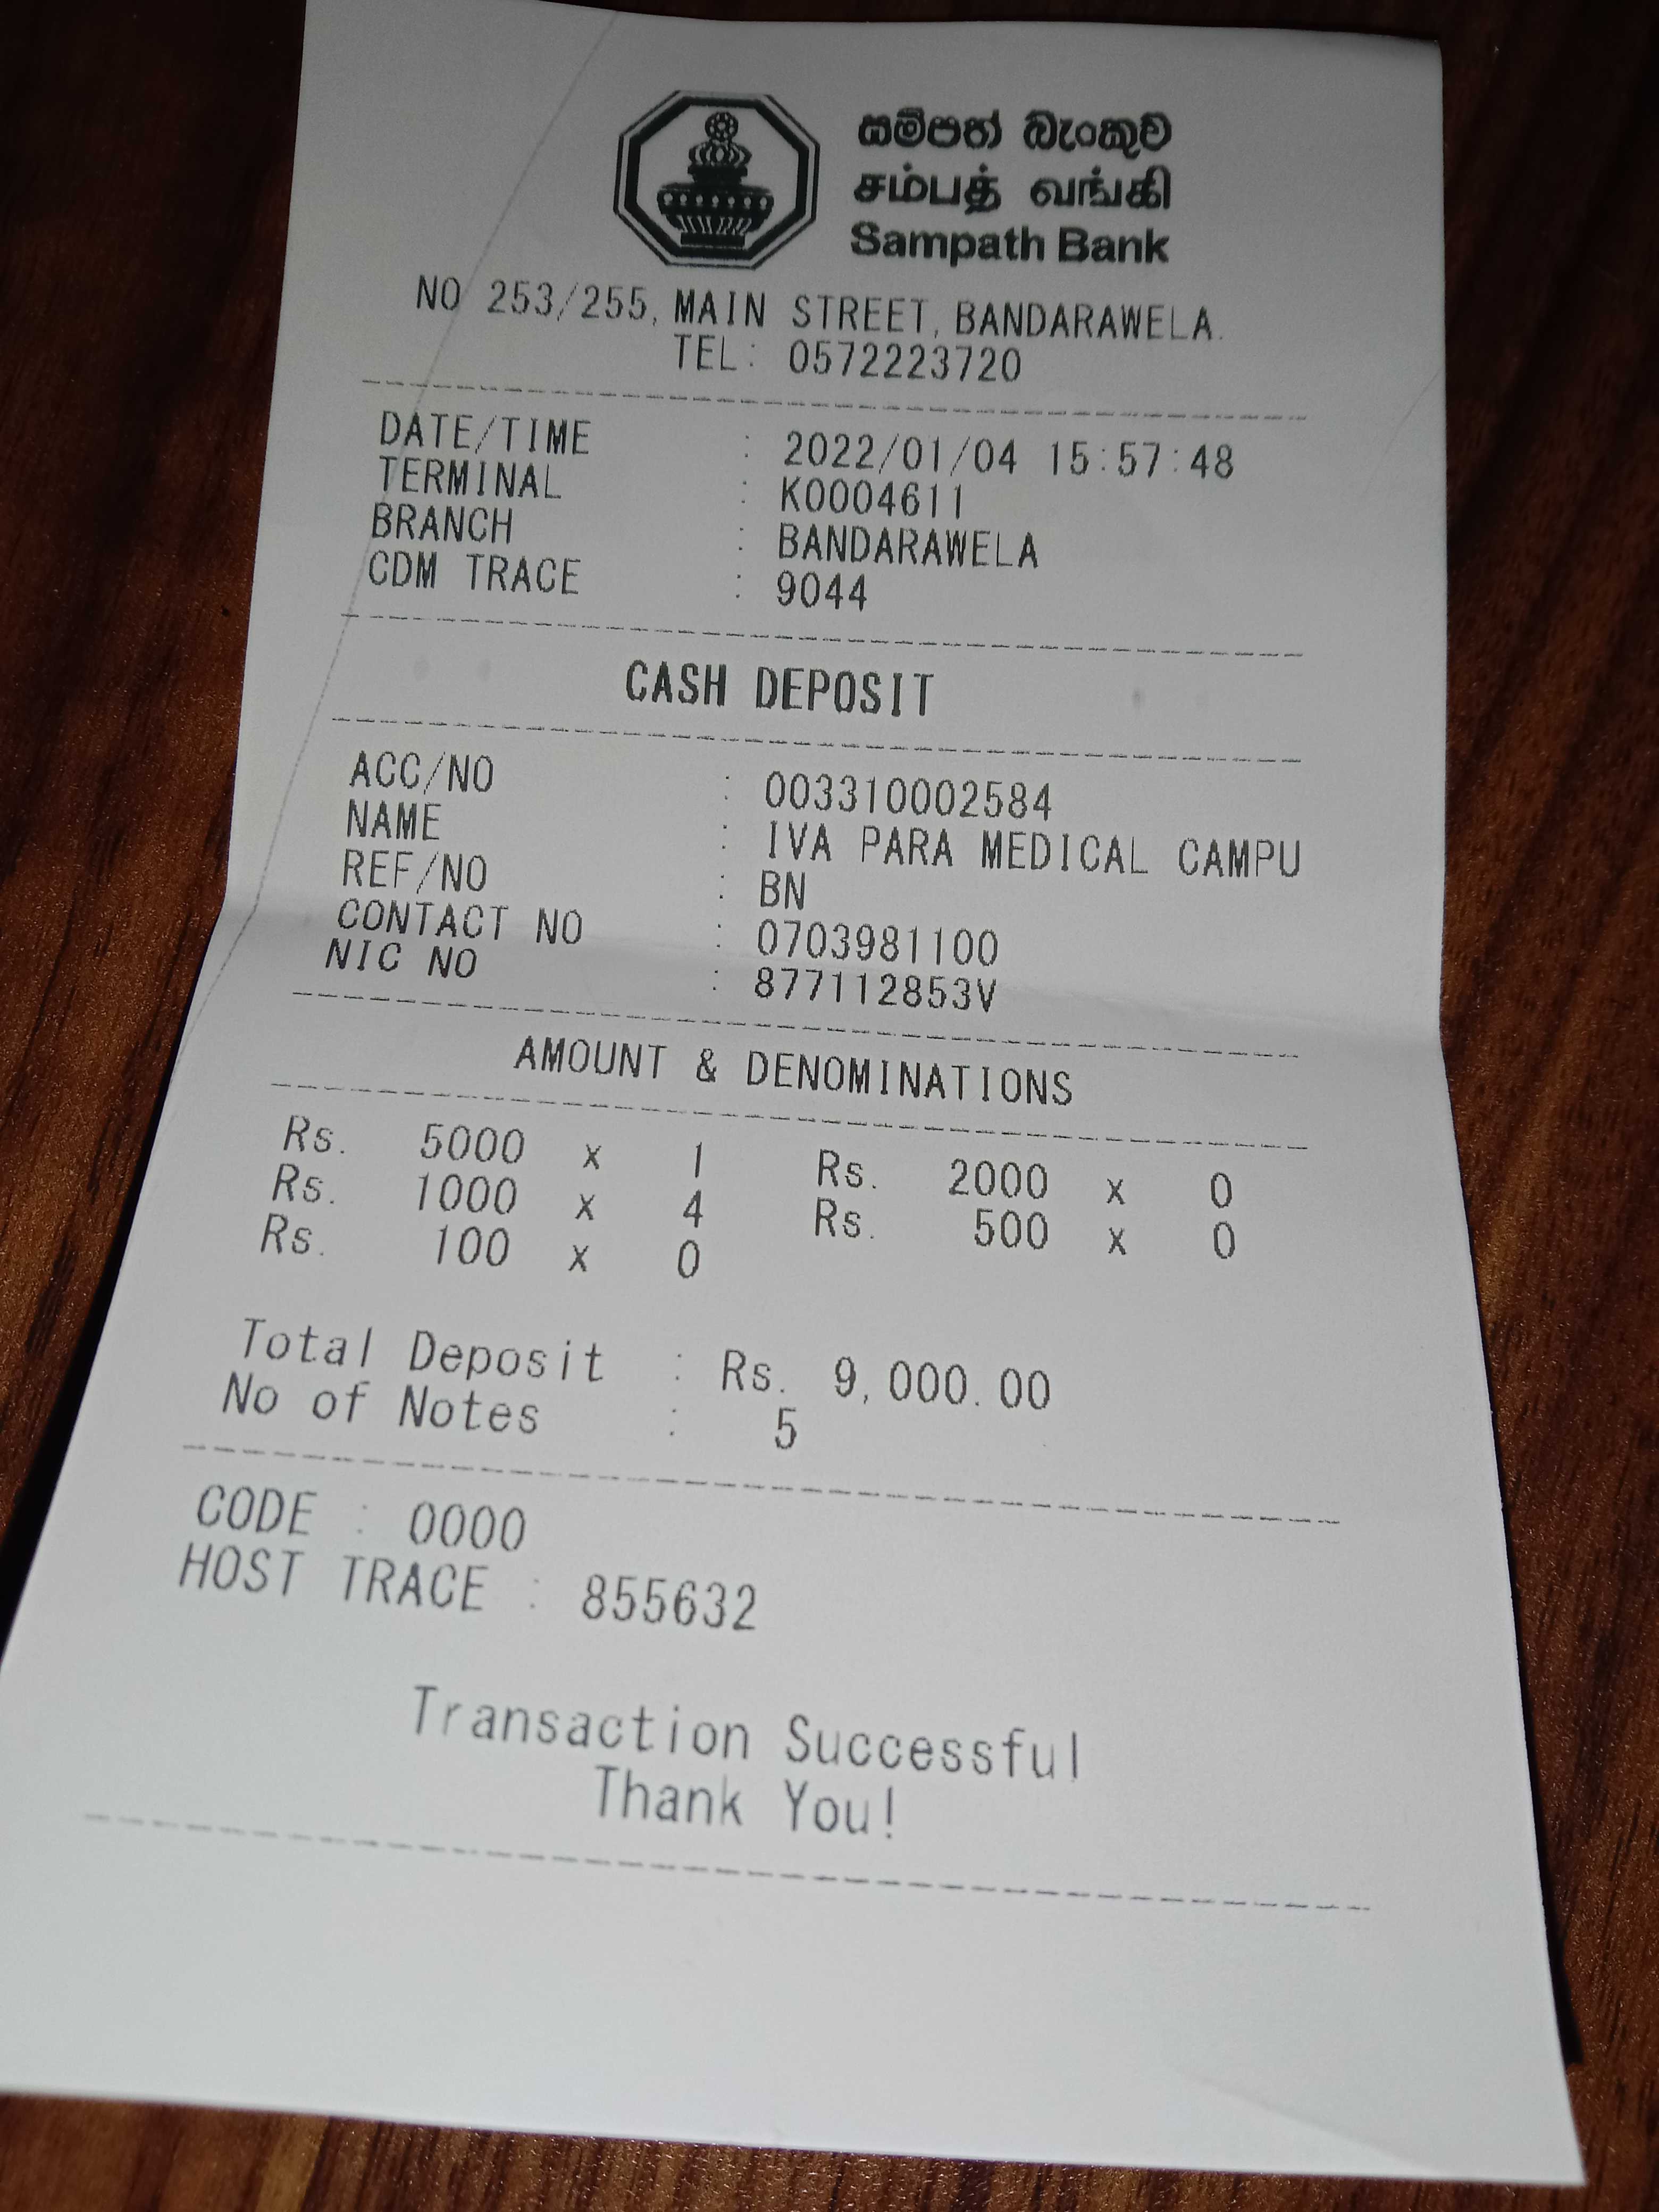 සම්පත් බැංකුව
சம்பத் வங்கி
Sampath Bank
NO 253/255, MAIN STREET, BANDARAWELA.
TEL: 0572223720
DATE/TIME : 2022/01/04 15:57:48
TERMINAL : K0004611
BRANCH : BANDARAWELA
CDM TRACE : 9044
CASH DEPOSIT
ACC/NO : 003310002584
NAME : IVA PARA MEDICAL CAMPU
REF/NO : BN
CONTACT NO : 0703981100
NIC NO : 877112853V
AMOUNT & DENOMINATIONS
Rs. 5000 x 1 Rs. 2000 x 0
Rs. 1000 x 4 Rs. 500 x 0
Rs. 100 x 0
Total Deposit : Rs. 9,000.00
No of Notes : 5
CODE : 0000
HOST TRACE : 855632
Transaction Successful
Thank You!